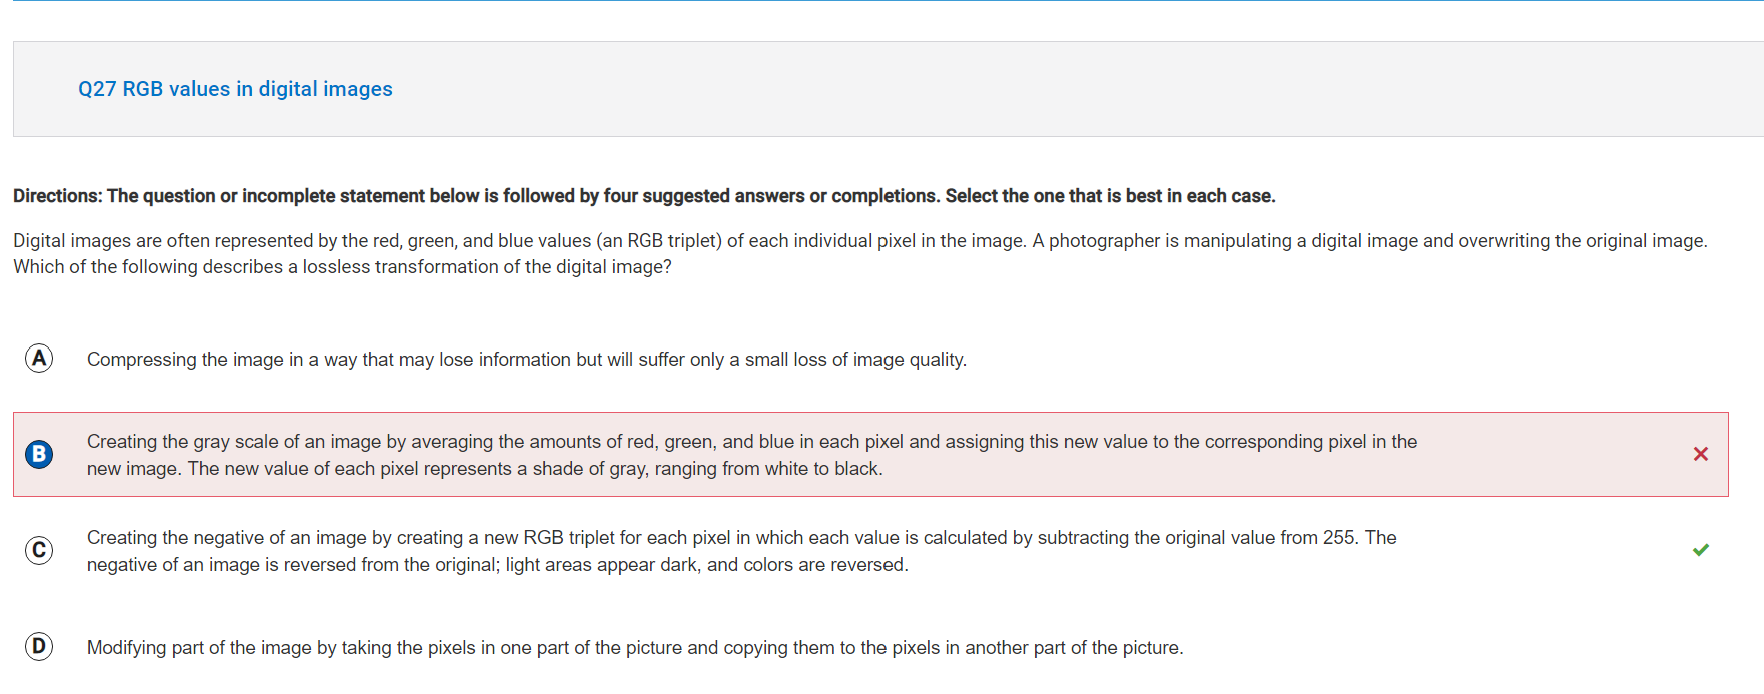 Q27 RGB values in digital images
Directions: The question or incomplete statement below is followed by four suggested answers or completions. Select the one that is best in each case.
Digital images are often represented by the red, green, and blue values (an RGB triplet) of each individual pixel in the image. A photographer is manipulating a digital image and overwriting the original image.
Which of the following describes a lossless transformation of the digital image?
A Compressing the image in a way that may lose information but will suffer only a small loss of image quality.
B Creating the gray scale of an image by averaging the amounts of red, green, and blue in each pixel and assigning this new value to the corresponding pixel in the
new image. The new value of each pixel represents a shade of gray, ranging from white to black.
C Creating the negative of an image by creating a new RGB triplet for each pixel in which each value is calculated by subtracting the original value from 255. The
negative of an image is reversed from the original; light areas appear dark, and colors are reversed.
D Modifying part of the image by taking the pixels in one part of the picture and copying them to the pixels in another part of the picture.